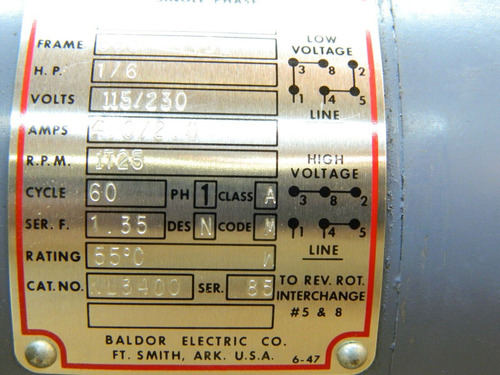 SINGLE PHASE
FRAME
H.P. 1/6
VOLTS 115/230
AMPS
R.P.M. 1725
CYCLE 60 PH 1 CLASS A
SER. F. 1.35 DES N CODE
RATING 55°C
CAT. NO. SER. 85
LOW
VOLTAGE
3 8 2
1 4 5
LINE
HIGH
VOLTAGE
3 8 2
1 4 5
LINE
TO REV. ROT.
INTERCHANGE
#5 & 8
BALDOR ELECTRIC CO.
FT. SMITH, ARK. U.S.A. 6-47